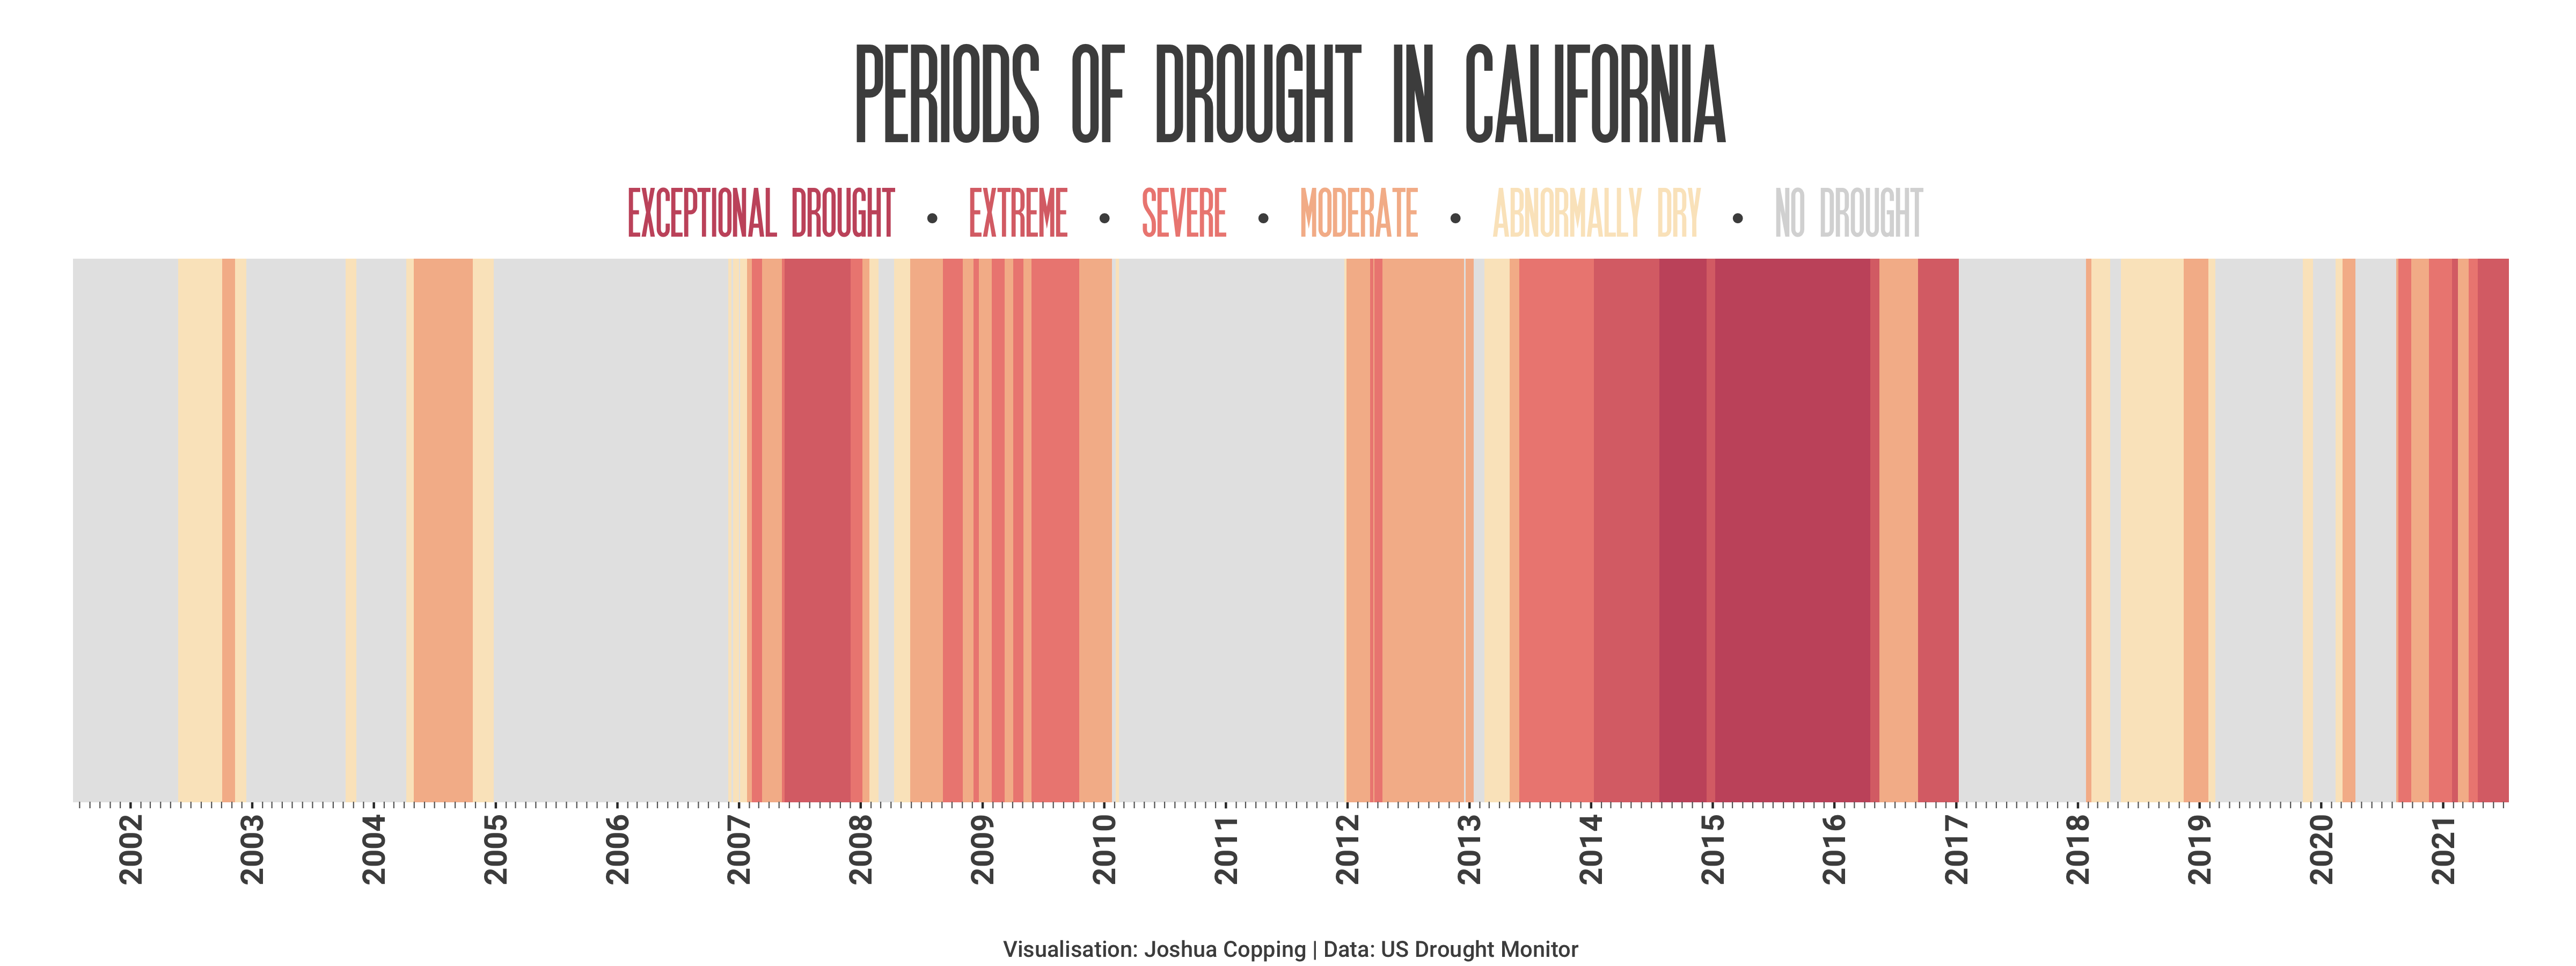 PERIODS OF DROUGHT IN CALIFORNIA
EXCEPTIONAL DROUGHT • EXTREME • SEVERE • MODERATE • ABNORMALLY DRY • NO DROUGHT
2002 2003 2004 2005 2006 2007 2008 2009 2010 2011 2012 2013 2014 2015 2016 2017 2018 2019 2020 2021
Visualisation: Joshua Copping | Data: US Drought Monitor